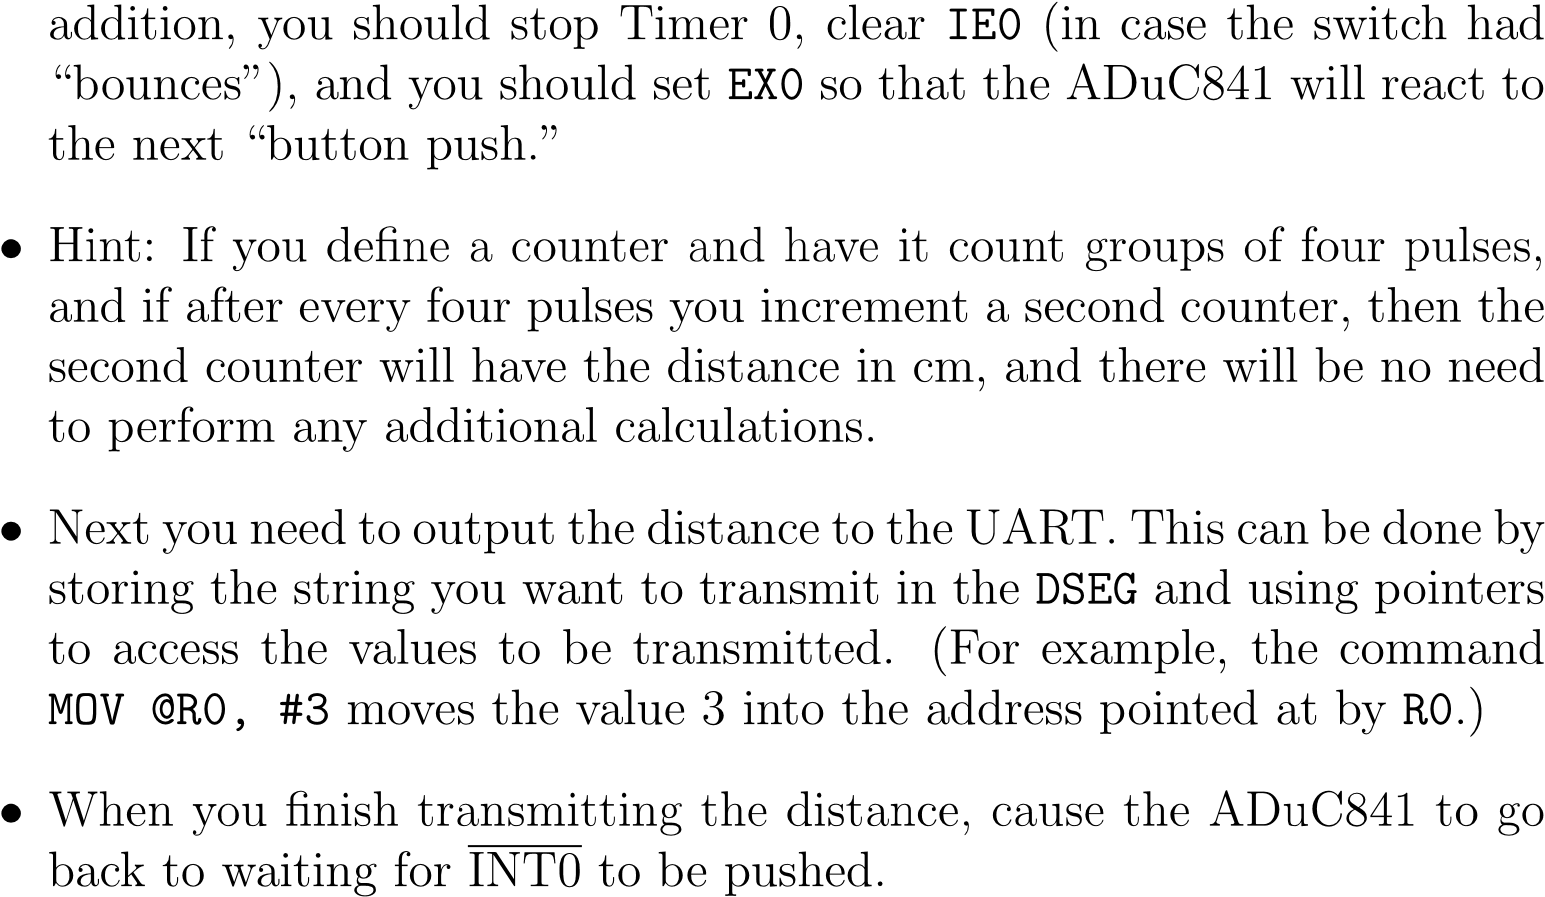 addition, you should stop Timer 0, clear IE0 (in case the switch had
“bounces”), and you should set EX0 so that the ADuC841 will react to
the next “button push.”
• Hint: If you define a counter and have it count groups of four pulses,
and if after every four pulses you increment a second counter, then the
second counter will have the distance in cm, and there will be no need
to perform any additional calculations.
• Next you need to output the distance to the UART. This can be done by
storing the string you want to transmit in the DSEG and using pointers
to access the values to be transmitted. (For example, the command
MOV @R0, #3 moves the value 3 into the address pointed at by R0.)
• When you finish transmitting the distance, cause the ADuC841 to go
back to waiting for I̅N̅T̅0̅ to be pushed.